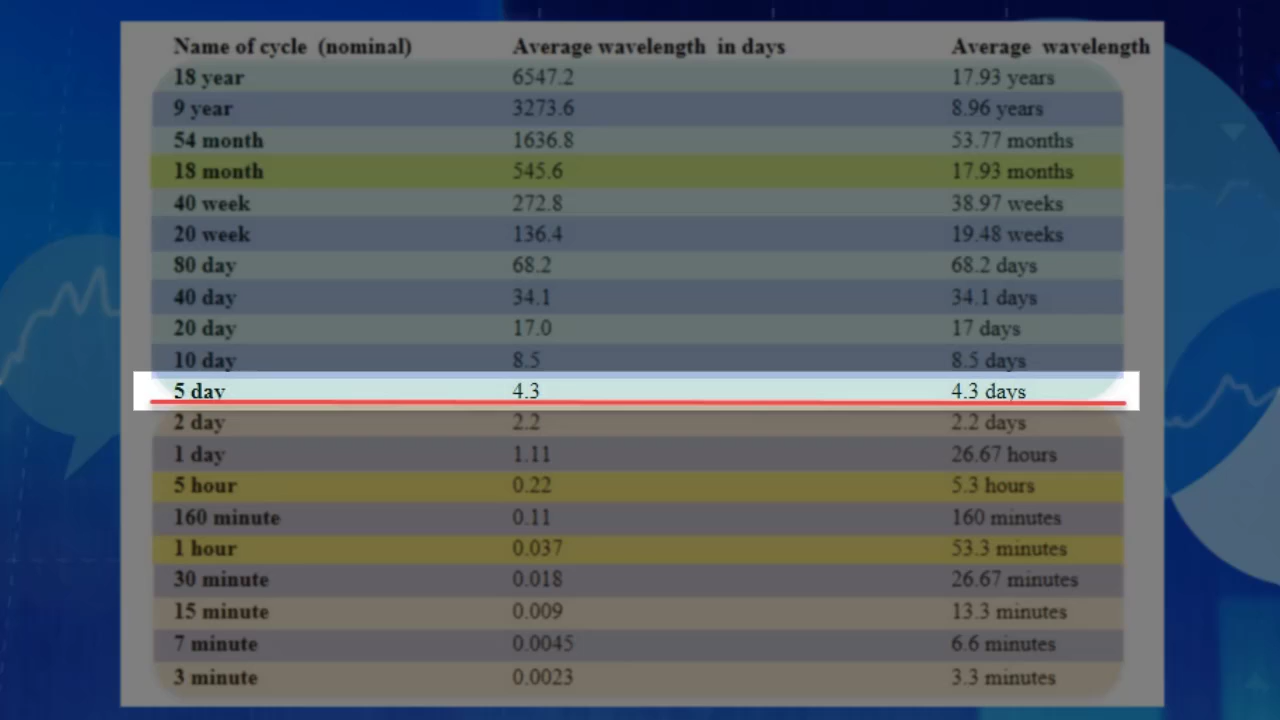 Name of cycle (nominal) Average wavelength in days Average wavelength
18 year 6547.2 17.93 years
9 year 3273.6 8.96 years
54 month 1636.8 53.77 months
18 month 545.6 17.93 months
40 week 272.8 38.97 weeks
20 week 136.4 19.48 weeks
80 day 68.2 68.2 days
40 day 34.1 34.1 days
20 day 17.0 17 days
10 day 8.5 8.5 days
5 day 4.3 4.3 days
2 day 2.2 2.2 days
1 day 1.11 26.67 hours
5 hour 0.22 5.3 hours
160 minute 0.11 160 minutes
1 hour 0.037 53.3 minutes
30 minute 0.018 26.67 minutes
15 minute 0.009 13.3 minutes
7 minute 0.0045 6.6 minutes
3 minute 0.0023 3.3 minutes